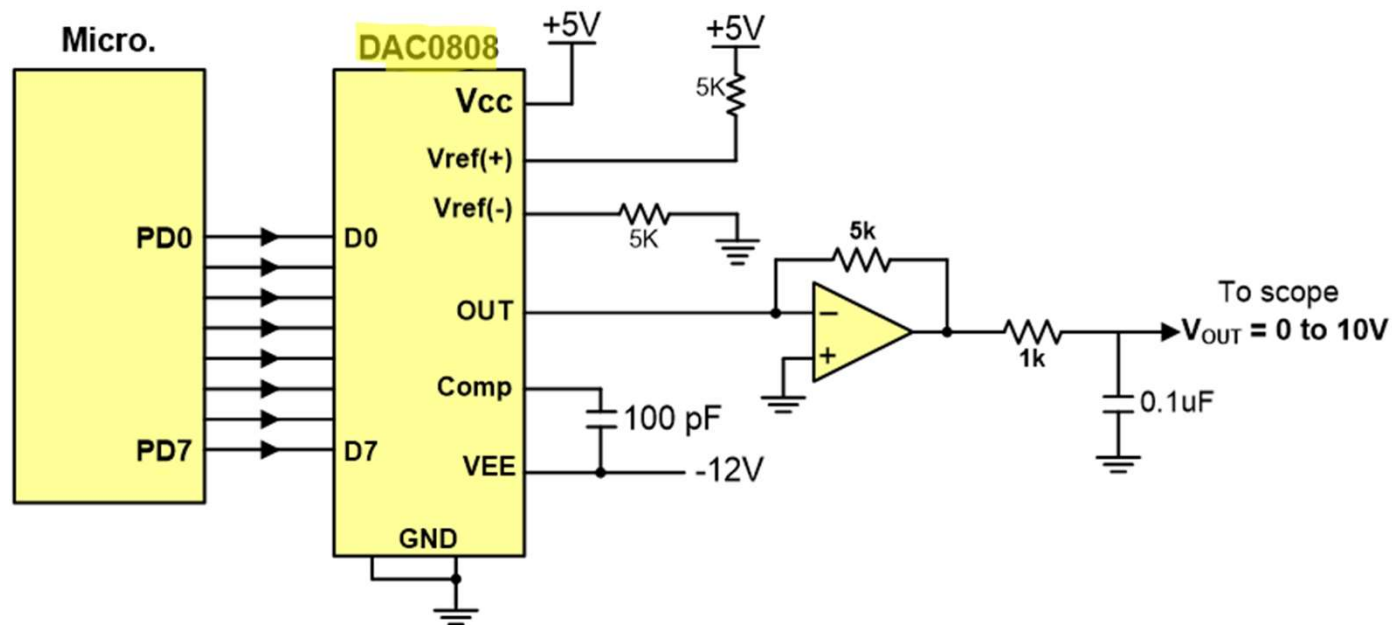 Micro.
DAC0808
+5V
+5V
Vcc
5K
Vref(+)
Vref(-)
5K
PD0
D0
5k
OUT
−
+
To scope
VOUT = 0 to 10V
1k
Comp
100 pF
0.1uF
PD7
D7
VEE
-12V
GND